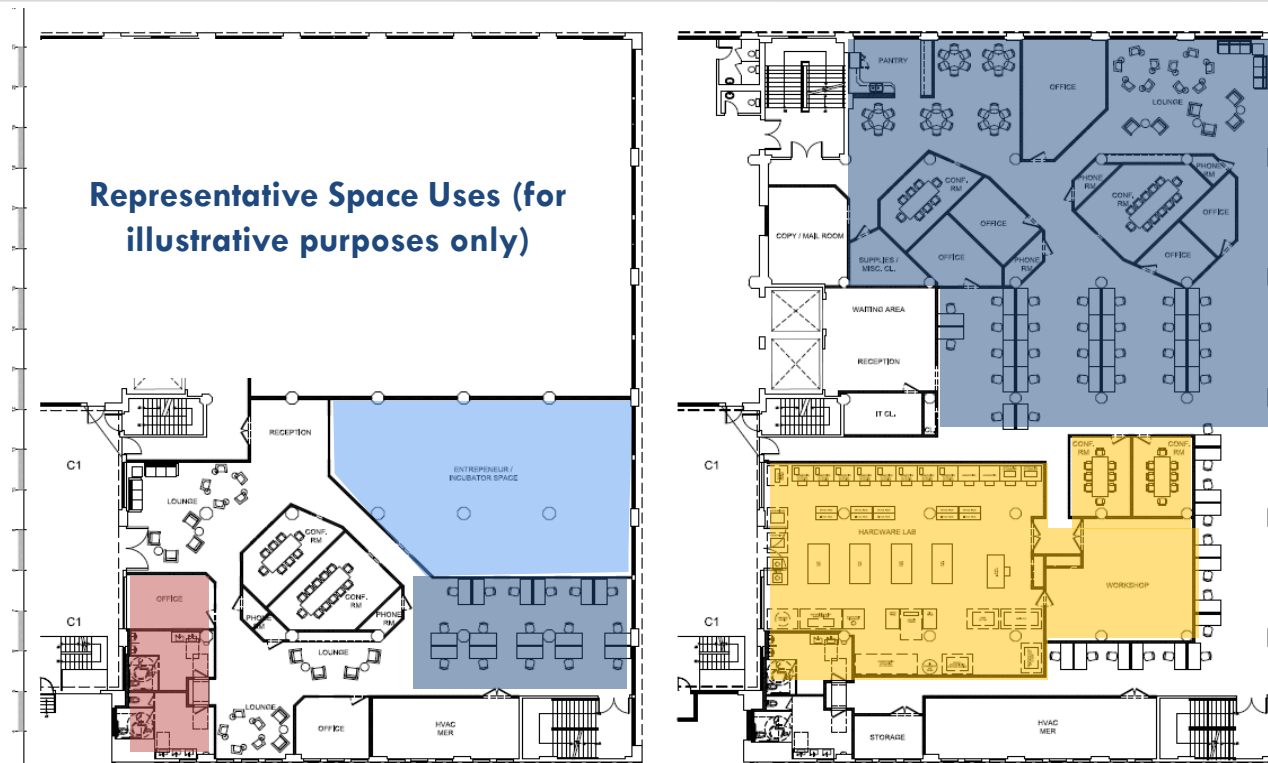 Representative Space Uses (for
illustrative purposes only)
C1
RECEPTION
ENTREPENEUR /
INCUBATOR SPACE
LOUNGE
CONF.
RM
CONF.
RM
PHONE
RM
PHONE
RM
OFFICE
C1
LOUNGE
LOUNGE
OFFICE
HVAC
MER
PANTRY
OFFICE
LOUNGE
CONF.
RM
PHONE
RM
CONF.
RM
PHONE
RM
OFFICE
OFFICE
COPY / MAIL ROOM
SUPPLIES /
MISC. CL.
OFFICE
PHONE
RM
OFFICE
WAITING AREA
RECEPTION
IT CL.
C1
CONF.
RM
CONF.
RM
HARDWARE LAB
WORKSHOP
C1
STORAGE
HVAC
MER